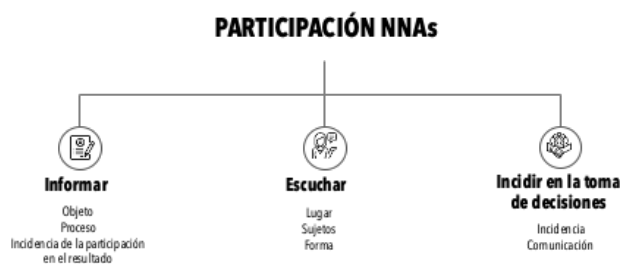 PARTICIPACIÓN NNAs
Informar
Objeto
Proceso
Incidencia de la participación
en el resultado
Escuchar
Lugar
Sujetos
Forma
Incidir en la toma
de decisiones
Incidencia
Comunicación